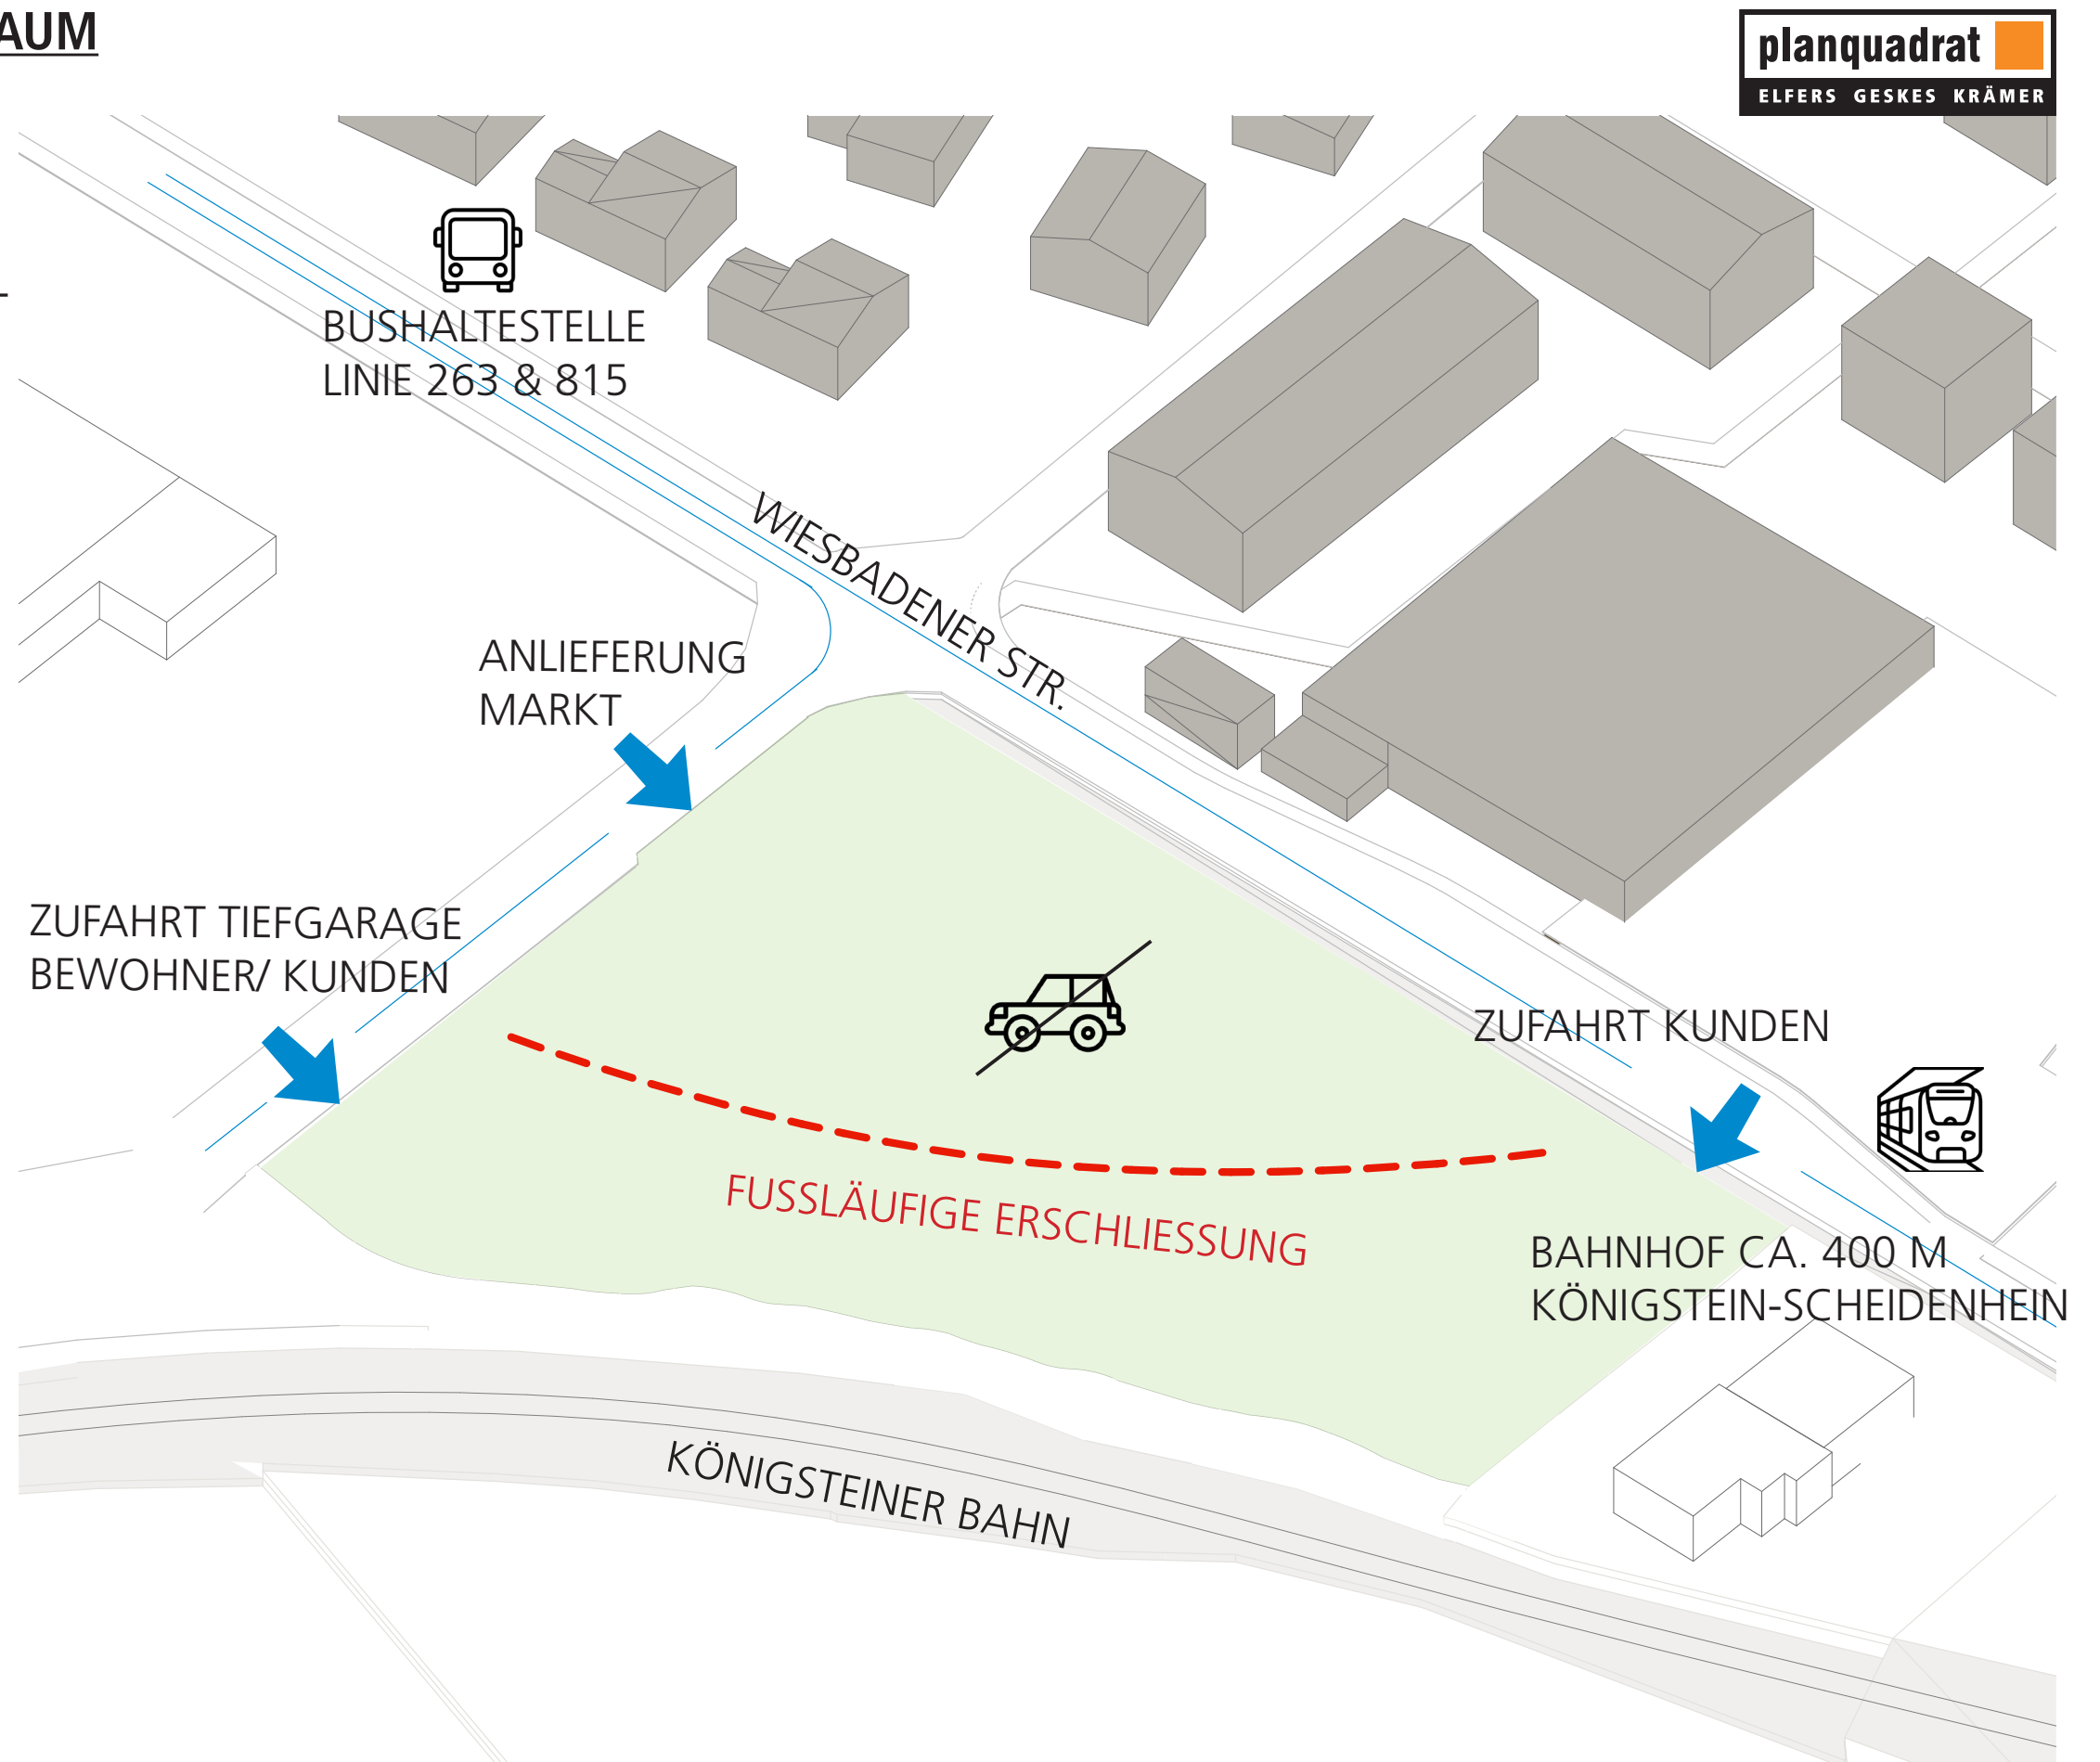 AUM
planquadrat
ELFERS GESKES KRÄMER
BUSHALTESTELLE
LINIE 263 & 815
WIESBADENER STR.
ANLIEFERUNG
MARKT
ZUFAHRT TIEFGARAGE
BEWOHNER/ KUNDEN
ZUFAHRT KUNDEN
FUSSLÄUFIGE ERSCHLIESSUNG
BAHNHOF CA. 400 M
KÖNIGSTEIN-SCHEIDENHEIN
KÖNIGSTEINER BAHN